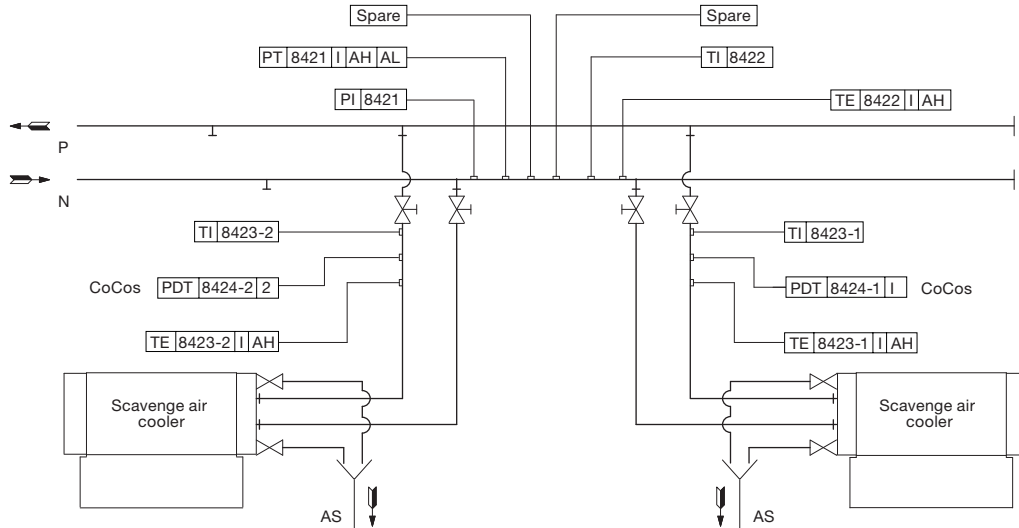 Spare
Spare
PT 8421 I AH AL
TI 8422
PI 8421
TE 8422 I AH
P
N
TI 8423-2
TI 8423-1
CoCos PDT 8424-2 2
PDT 8424-1 I CoCos
TE 8423-2 I AH
TE 8423-1 I AH
Scavenge air
cooler
Scavenge air
cooler
AS
AS